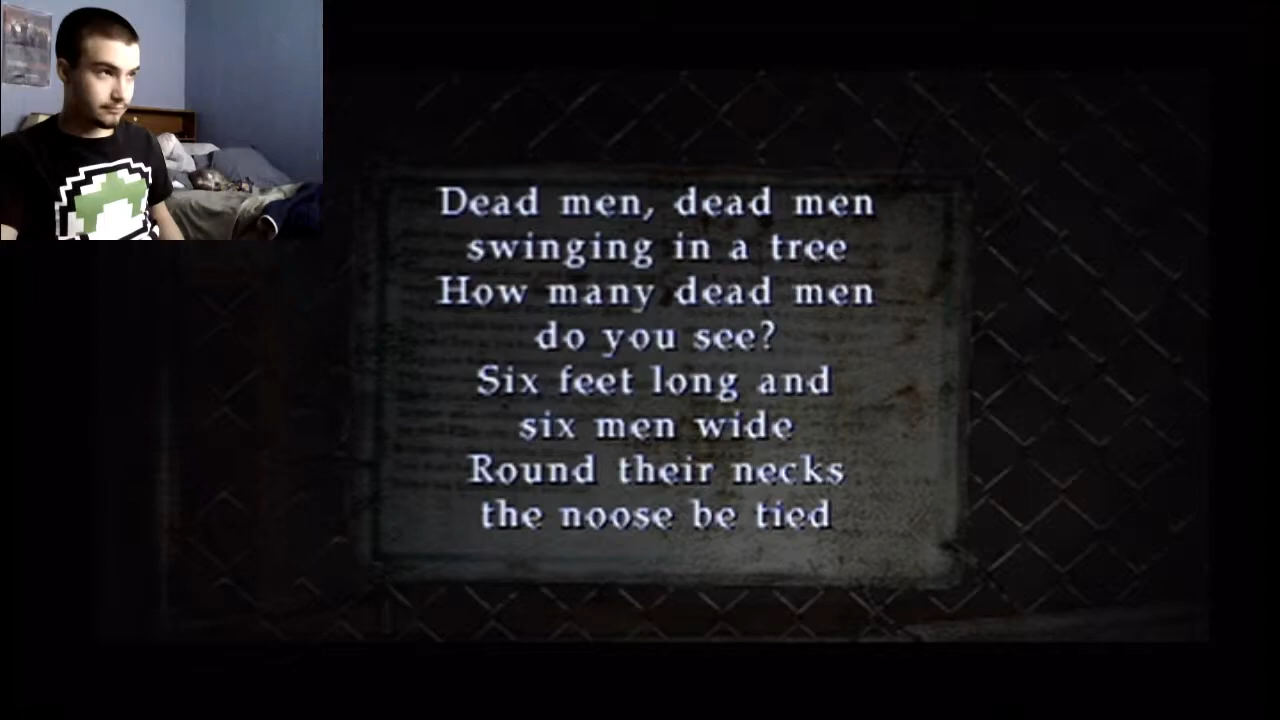 Dead men, dead men
swinging in a tree
How many dead men
do you see?
Six feet long and
six men wide
Round their necks
the noose be tied